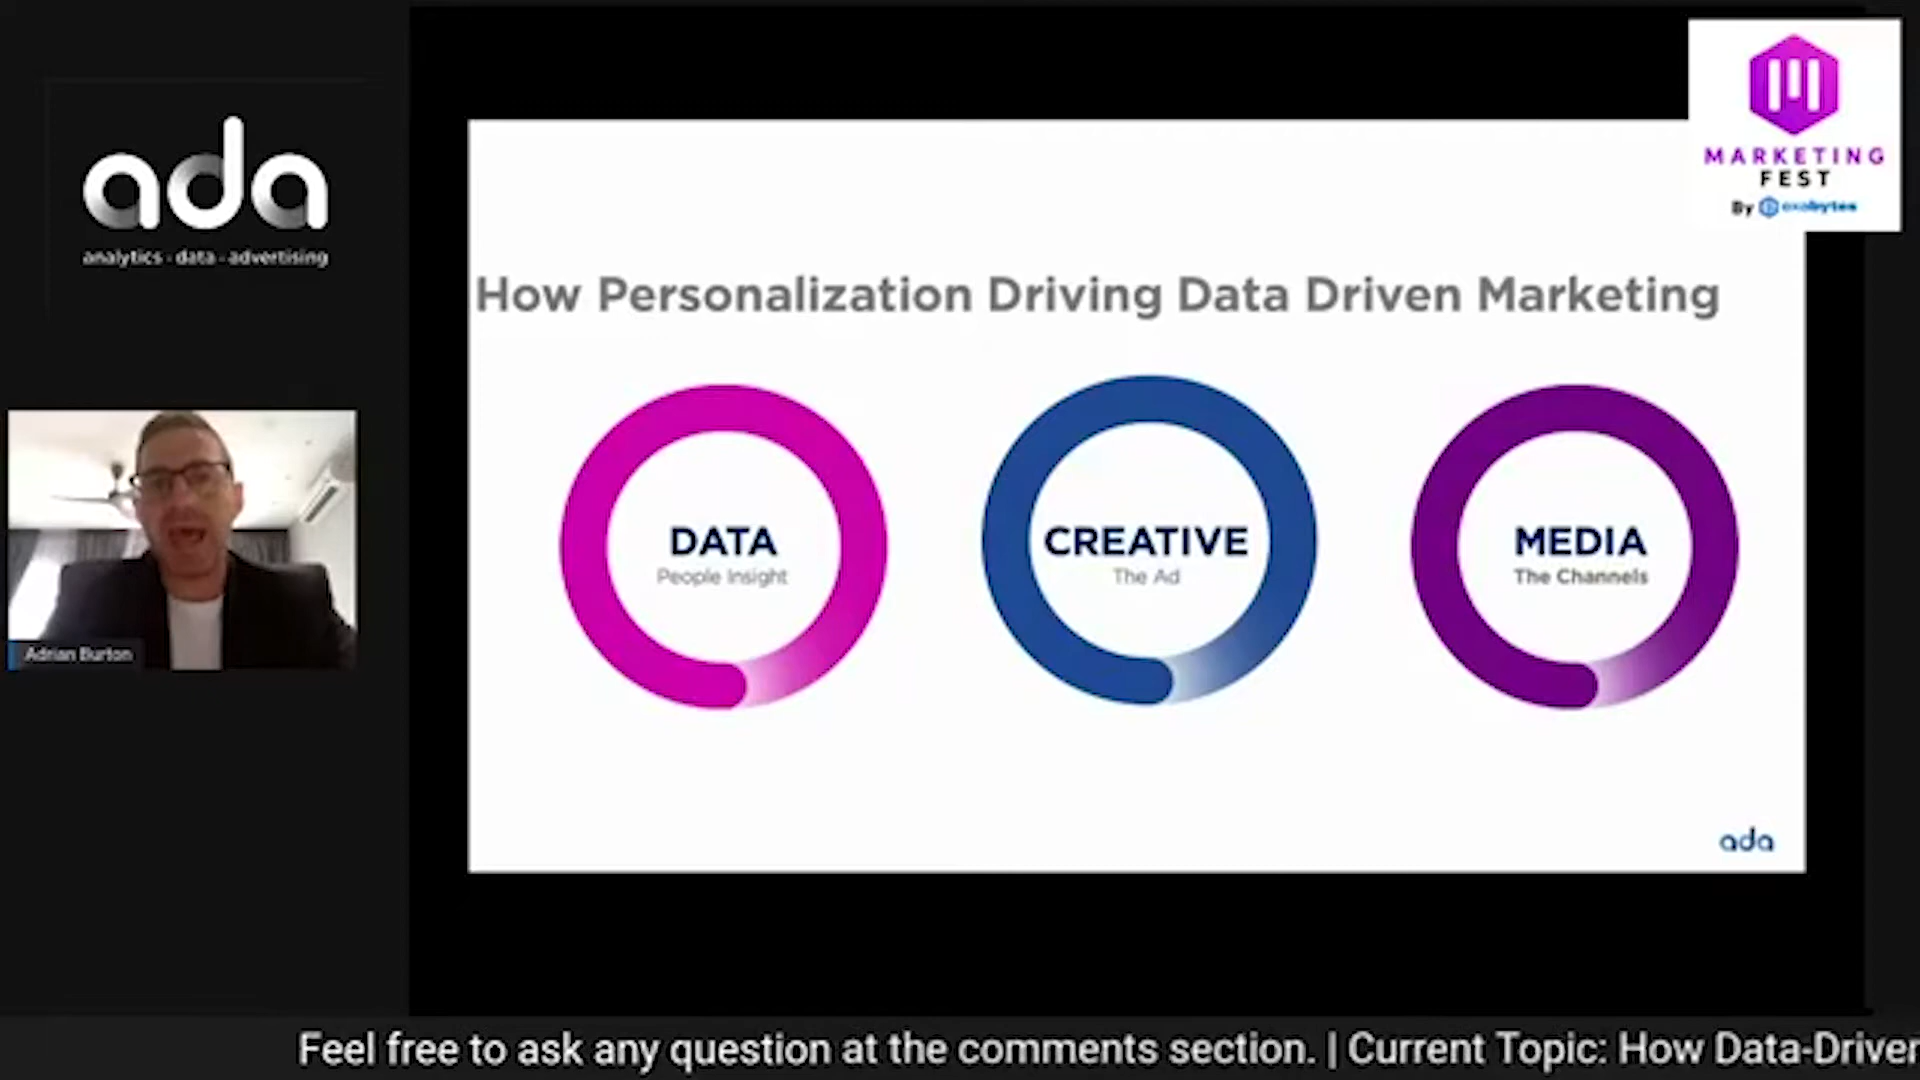 ada
analytics · data · advertising
MARKETING
FEST
By exabytes
How Personalization Driving Data Driven Marketing
DATA
People Insight
CREATIVE
The Ad
MEDIA
The Channels
Adrian Burton
ada
Feel free to ask any question at the comments section. | Current Topic: How Data-Driven